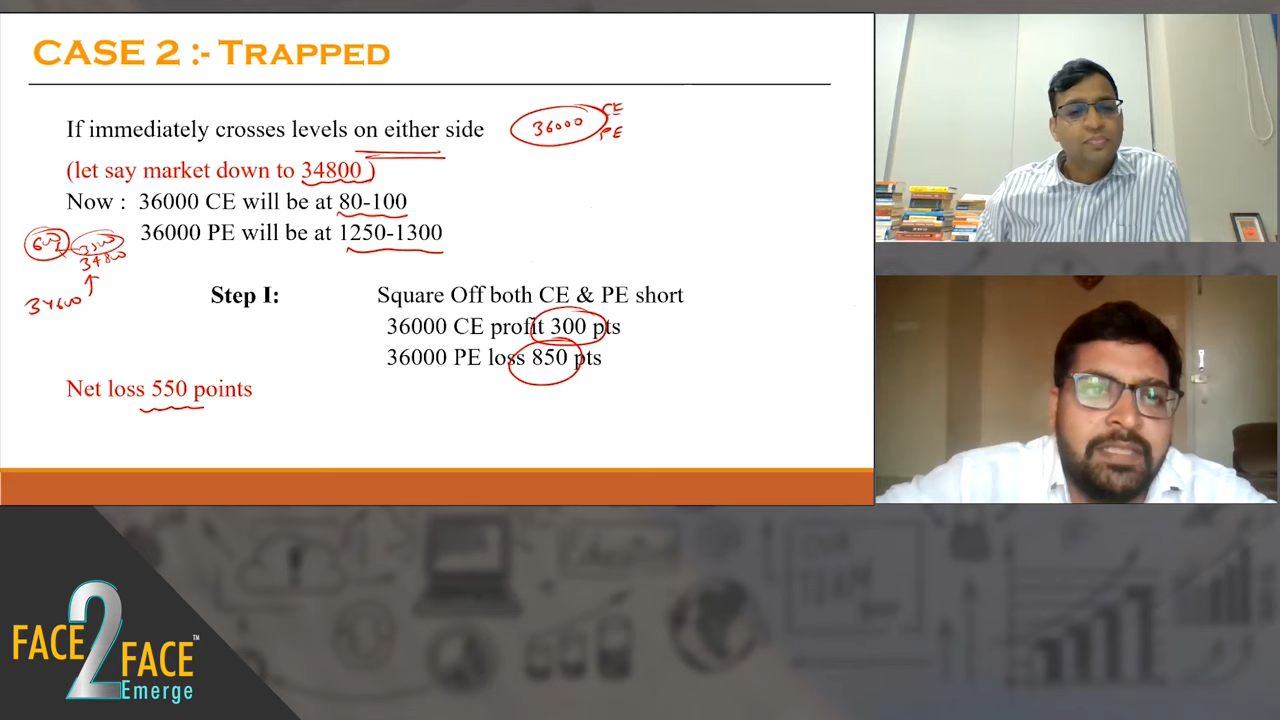 CASE 2 :- TRAPPED
If immediately crosses levels on either side
36000 CE
PE
(let say market down to 34800 )
Now : 36000 CE will be at 80-100
36000 PE will be at 1250-1300
34800
34600
Step I: Square Off both CE & PE short
36000 CE profit 300 pts
36000 PE loss 850 pts
Net loss 550 points
FACE 2 FACE™
Emerge